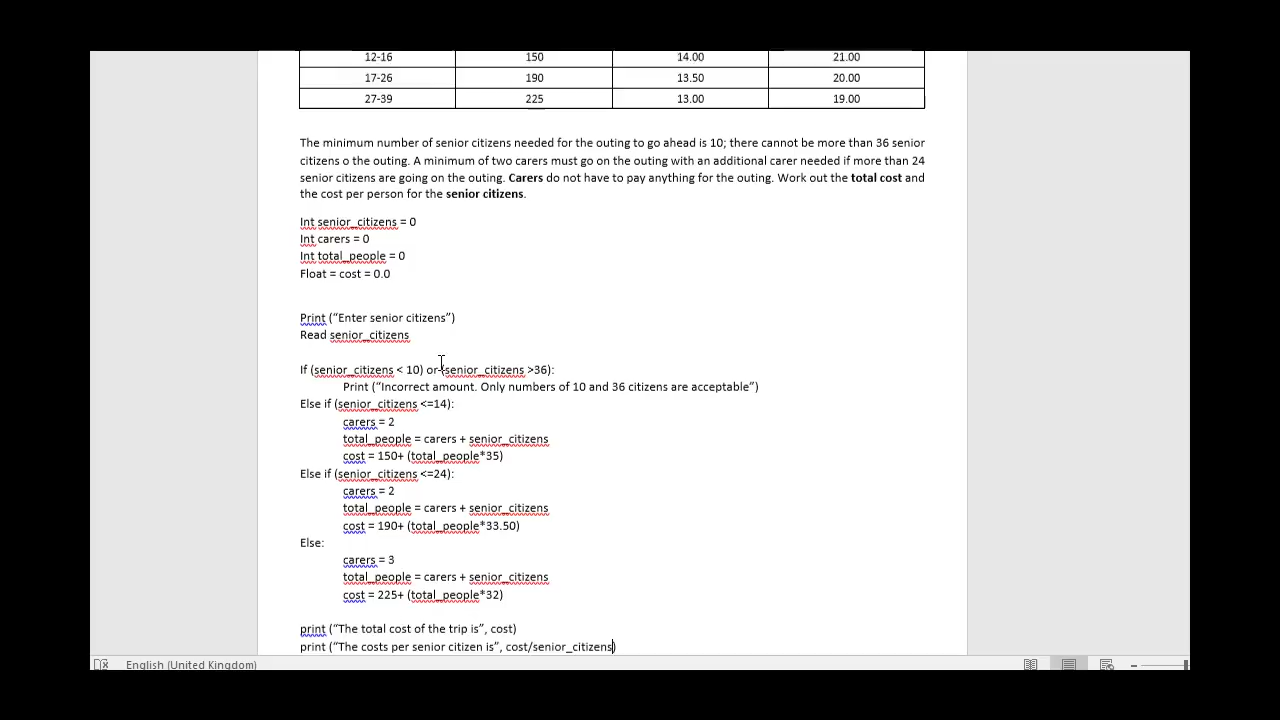 12-16 150 14.00 21.00
17-26 190 13.50 20.00
27-39 225 13.00 19.00
The minimum number of senior citizens needed for the outing to go ahead is 10; there cannot be more than 36 senior
citizens o the outing. A minimum of two carers must go on the outing with an additional carer needed if more than 24
senior citizens are going on the outing. Carers do not have to pay anything for the outing. Work out the total cost and
the cost per person for the senior citizens.
Int senior_citizens = 0
Int carers = 0
Int total_people = 0
Float = cost = 0.0
Print (“Enter senior citizens”)
Read senior_citizens
If (senior_citizens < 10) or (senior_citizens >36):
Print (“Incorrect amount. Only numbers of 10 and 36 citizens are acceptable”)
Else if (senior_citizens <=14):
carers = 2
total_people = carers + senior_citizens
cost = 150+ (total_people*35)
Else if (senior_citizens <=24):
carers = 2
total_people = carers + senior_citizens
cost = 190+ (total_people*33.50)
Else:
carers = 3
total_people = carers + senior_citizens
cost = 225+ (total_people*32)
print (“The total cost of the trip is”, cost)
print (“The costs per senior citizen is”, cost/senior_citizens)
English (United Kingdom)